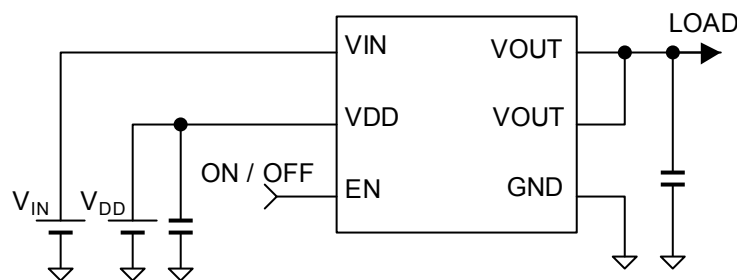 LOAD
VIN VOUT
VDD VOUT
ON / OFF
EN GND
VIN VDD